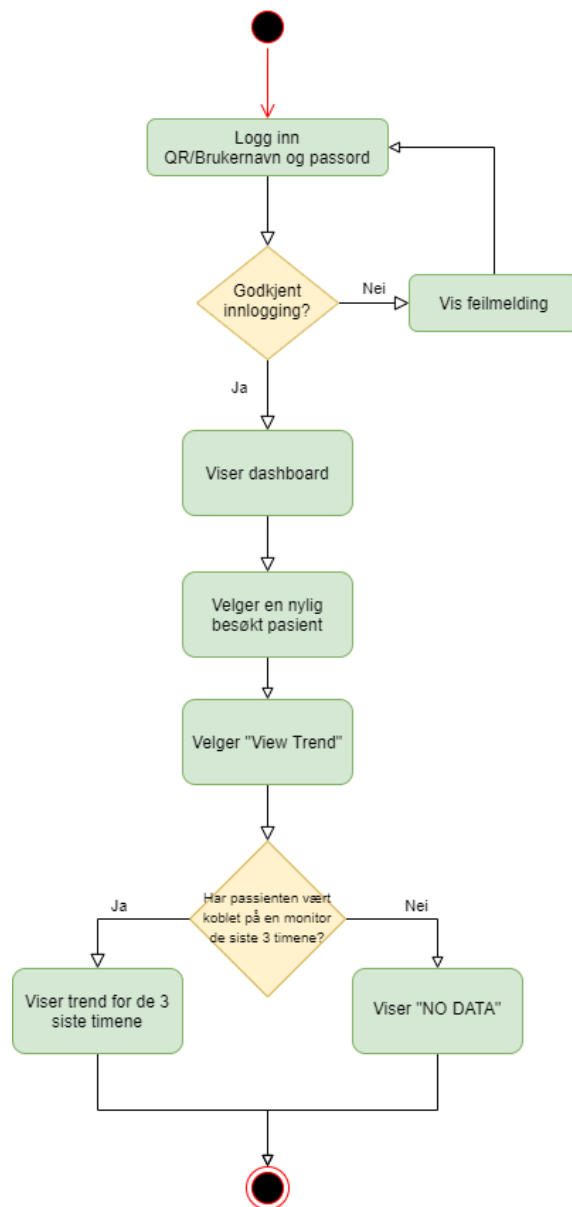 Logg inn
QR/Brukernavn og passord
Godkjent
innlogging?
Nei
Vis feilmelding
Ja
Viser dashboard
Velger en nylig
besøkt pasient
Velger "View Trend"
Har passienten vært
koblet på en monitor
de siste 3 timene?
Ja
Nei
Viser trend for de 3
siste timene
Viser "NO DATA"